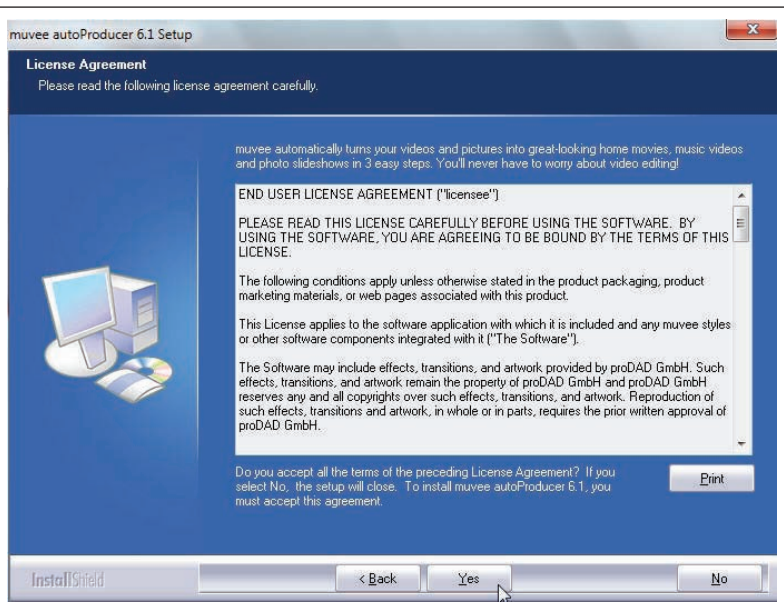 muvee autoProducer 6.1 Setup
License Agreement
Please read the following license agreement carefully.
muvee automatically turns your videos and pictures into great-looking home movies, music videos
and photo slideshows in 3 easy steps. You'll never have to worry about video editing!
END USER LICENSE AGREEMENT ("licensee")
PLEASE READ THIS LICENSE CAREFULLY BEFORE USING THE SOFTWARE. BY
USING THE SOFTWARE, YOU ARE AGREEING TO BE BOUND BY THE TERMS OF THIS
LICENSE.
The following conditions apply unless otherwise stated in the product packaging, product
marketing materials, or web pages associated with this product.
This License applies to the software application with which it is included and any muvee styles
or other software components integrated with it ("The Software").
The Software may include effects, transitions, and artwork provided by proDAD GmbH. Such
effects, transitions, and artwork remain the property of proDAD GmbH and proDAD GmbH
reserves any and all copyrights over such effects, transitions, and artwork. Reproduction of
such effects, transitions and artwork, in whole or in parts, requires the prior written approval of
proDAD GmbH.
Do you accept all the terms of the preceding License Agreement? If you
select No, the setup will close. To install muvee autoProducer 6.1, you
must accept this agreement.
Print
InstallShield
< Back
Yes
No